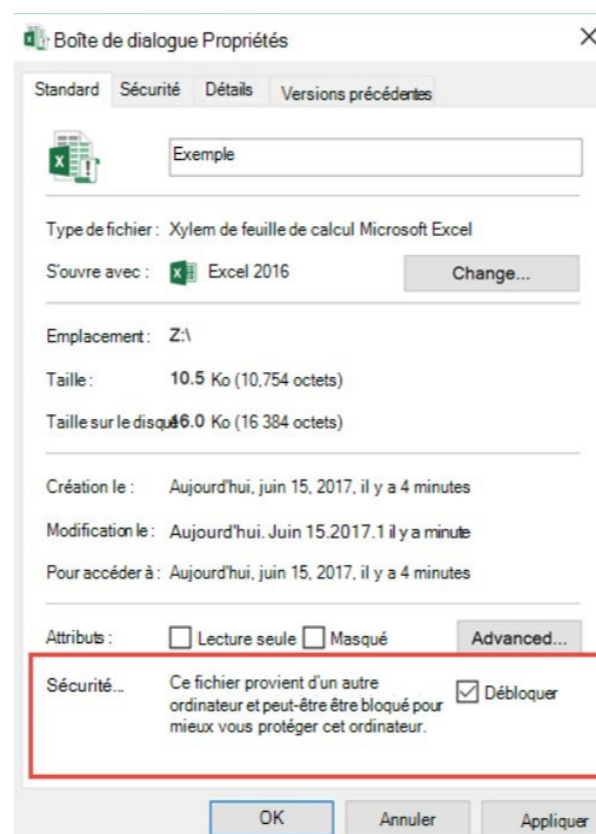 Boîte de dialogue Propriétés
Standard Sécurité Détails Versions précédentes
Exemple
Type de fichier : Xylem de feuille de calcul Microsoft Excel
S'ouvre avec : Excel 2016 Change...
Emplacement : Z:\
Taille : 10.5 Ko (10,754 octets)
Taille sur le disque 16.0 Ko (16 384 octets)
Création le : Aujourd'hui, juin 15, 2017, il y a 4 minutes
Modification le : Aujourd'hui. Juin 15.2017.1 il y a minute
Pour accéder à : Aujourd'hui, juin 15, 2017, il y a 4 minutes
Attributs : Lecture seule Masqué Advanced...
Sécurité... Ce fichier provient d'un autre
ordinateur et peut-être être bloqué pour Débloquer
mieux vous protéger cet ordinateur.
OK Annuler Appliquer